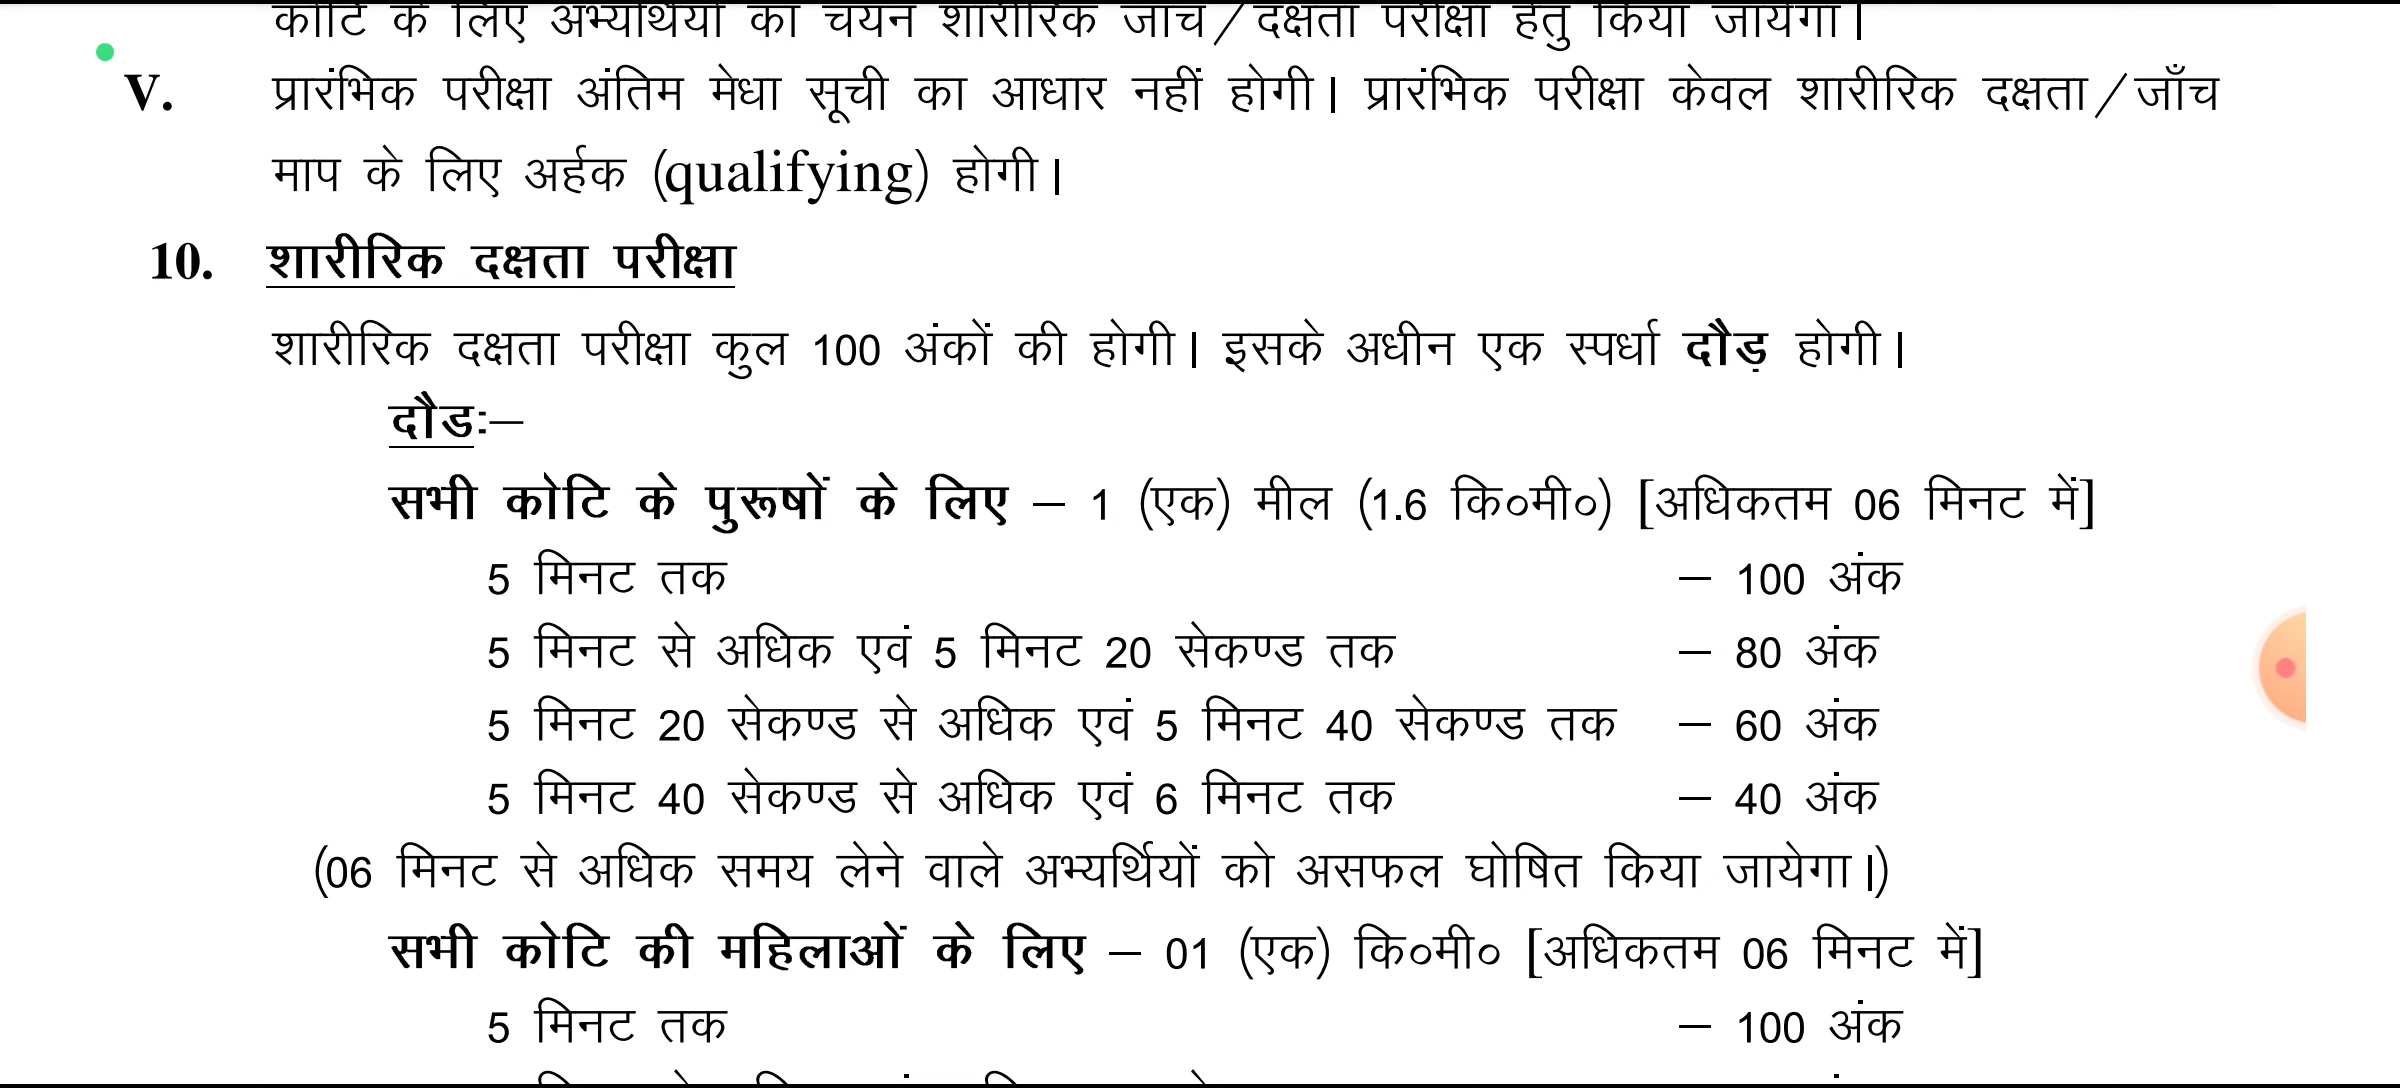 कोटि के लिए अभ्यर्थियों का चयन शारीरिक जाँच/दक्षता परीक्षा हेतु किया जायेगा।
V. प्रारंभिक परीक्षा अंतिम मेधा सूची का आधार नहीं होगी। प्रारंभिक परीक्षा केवल शारीरिक दक्षता/जाँच
माप के लिए अर्हक (qualifying) होगी।
10. शारीरिक दक्षता परीक्षा
शारीरिक दक्षता परीक्षा कुल 100 अंकों की होगी। इसके अधीन एक स्पर्धा दौड़ होगी।
दौडः–
सभी कोटि के पुरूषों के लिए – 1 (एक) मील (1.6 कि०मी०) [अधिकतम 06 मिनट में]
5 मिनट तक – 100 अंक
5 मिनट से अधिक एवं 5 मिनट 20 सेकण्ड तक – 80 अंक
5 मिनट 20 सेकण्ड से अधिक एवं 5 मिनट 40 सेकण्ड तक – 60 अंक
5 मिनट 40 सेकण्ड से अधिक एवं 6 मिनट तक – 40 अंक
(06 मिनट से अधिक समय लेने वाले अभ्यर्थियों को असफल घोषित किया जायेगा।)
सभी कोटि की महिलाओं के लिए – 01 (एक) कि०मी० [अधिकतम 06 मिनट में]
5 मिनट तक – 100 अंक